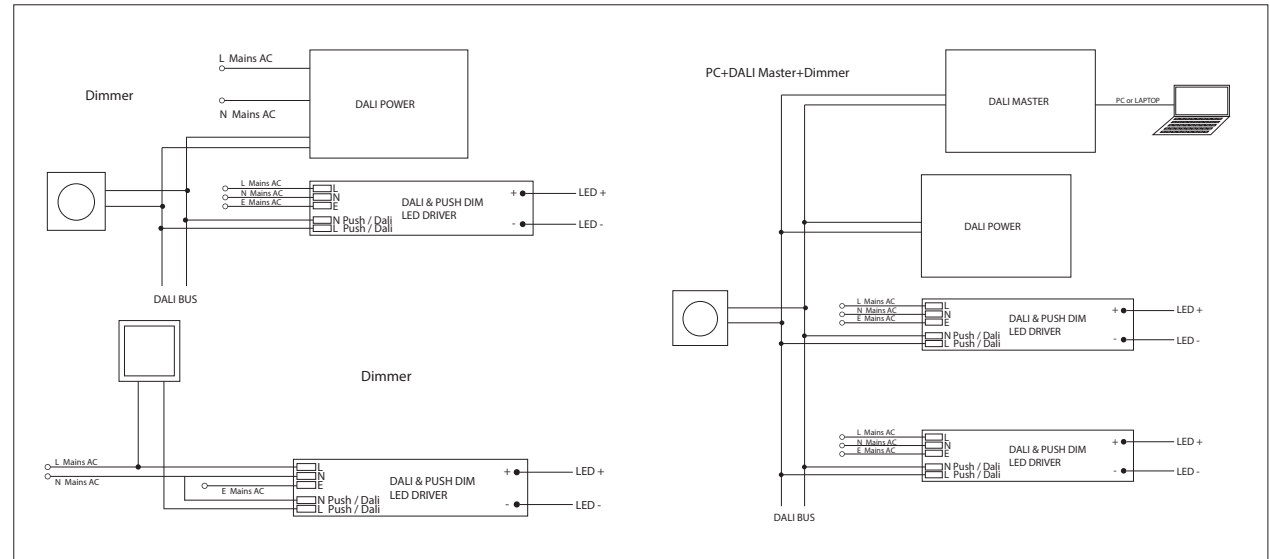 L Mains AC
Dimmer
DALI POWER
N Mains AC
L Mains AC
N Mains AC
E Mains AC
L
N
E
N Push / Dali
L Push / Dali
DALI & PUSH DIM
LED DRIVER
+
LED +
-
LED -
DALI BUS
Dimmer
L Mains AC
N Mains AC
E Mains AC
L
N
E
N Push / Dali
L Push / Dali
DALI & PUSH DIM
LED DRIVER
+
LED +
-
LED -
PC+DALI Master+Dimmer
DALI MASTER
PC or LAPTOP
DALI POWER
L Mains AC
N Mains AC
E Mains AC
L
N
E
N Push / Dali
L Push / Dali
DALI & PUSH DIM
LED DRIVER
+
LED +
-
LED -
L Mains AC
N Mains AC
E Mains AC
L
N
E
N Push / Dali
L Push / Dali
DALI & PUSH DIM
LED DRIVER
+
LED +
-
LED -
DALI BUS